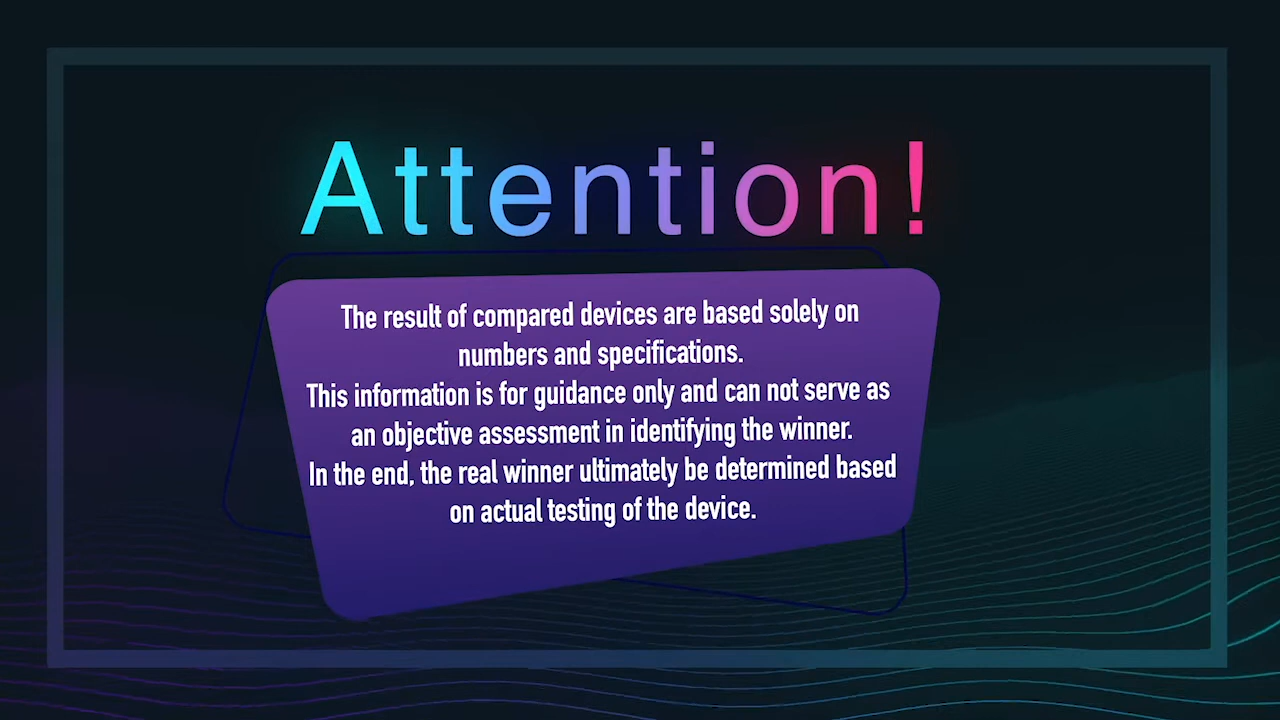 Attention!
The result of compared devices are based solely on
numbers and specifications.
This information is for guidance only and can not serve as
an objective assessment in identifying the winner.
In the end, the real winner ultimately be determined based
on actual testing of the device.